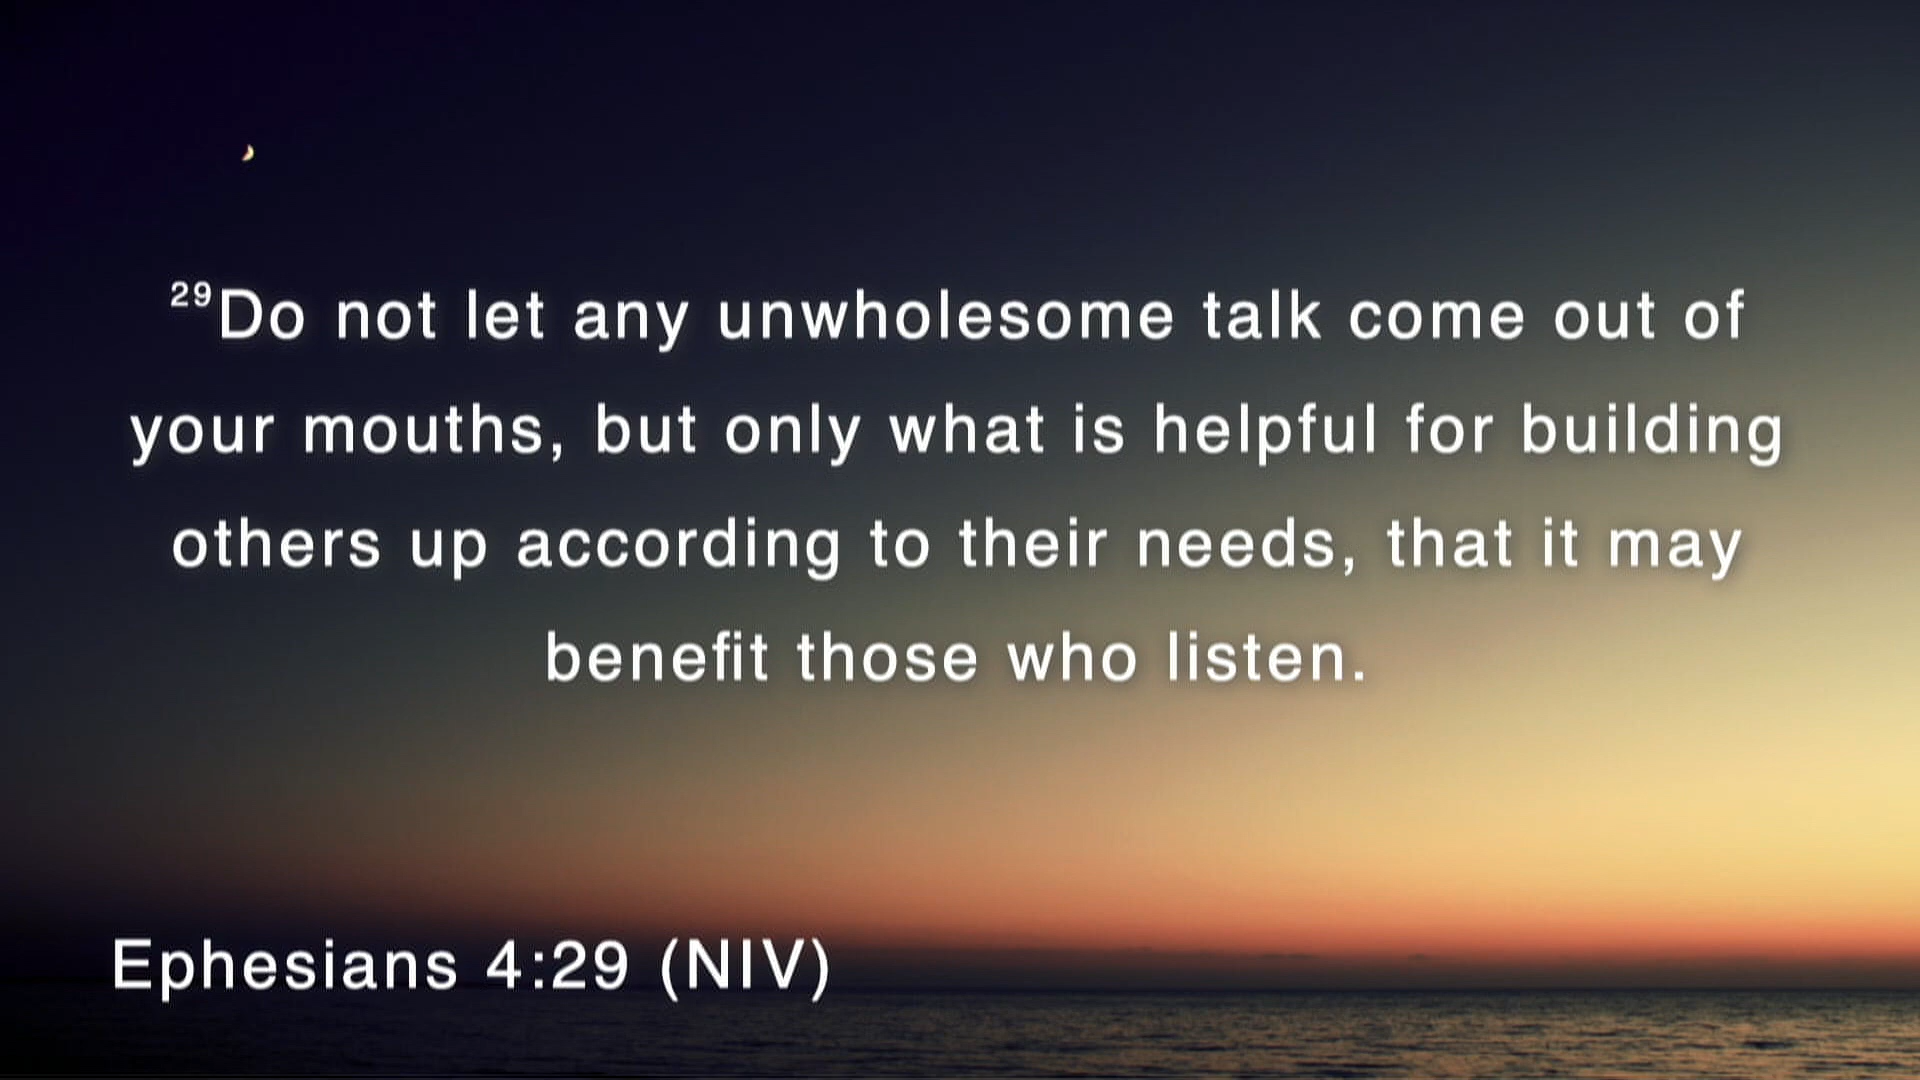 ²⁹Do not let any unwholesome talk come out of
your mouths, but only what is helpful for building
others up according to their needs, that it may
benefit those who listen.
Ephesians 4:29 (NIV)